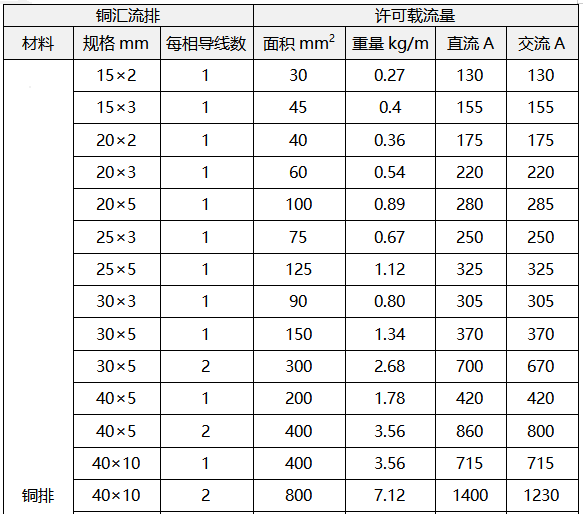 铜汇流排 许可载流量
材料 规格 mm 每相导线数 面积 mm² 重量 kg/m 直流 A 交流 A
15×2 1 30 0.27 130 130
15×3 1 45 0.4 155 155
20×2 1 40 0.36 175 175
20×3 1 60 0.54 220 220
20×5 1 100 0.89 280 285
25×3 1 75 0.67 250 250
25×5 1 125 1.12 325 325
30×3 1 90 0.80 305 305
30×5 1 150 1.34 370 370
30×5 2 300 2.68 700 670
40×5 1 200 1.78 420 420
40×5 2 400 3.56 860 800
40×10 1 400 3.56 715 715
铜排 40×10 2 800 7.12 1400 1230